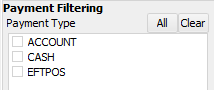 Payment Filtering
Payment Type All Clear
ACCOUNT
CASH
EFTPOS